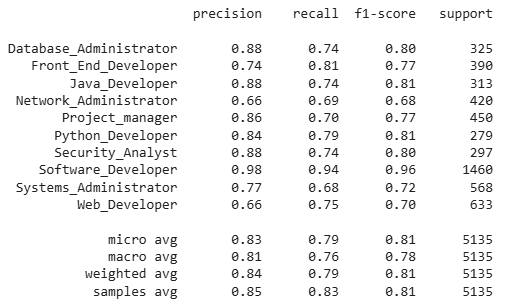 precision recall f1-score support
Database_Administrator 0.88 0.74 0.80 325
Front_End_Developer 0.74 0.81 0.77 390
Java_Developer 0.88 0.74 0.81 313
Network_Administrator 0.66 0.69 0.68 420
Project_manager 0.86 0.70 0.77 450
Python_Developer 0.84 0.79 0.81 279
Security_Analyst 0.88 0.74 0.80 297
Software_Developer 0.98 0.94 0.96 1460
Systems_Administrator 0.77 0.68 0.72 568
Web_Developer 0.66 0.75 0.70 633
micro avg 0.83 0.79 0.81 5135
macro avg 0.81 0.76 0.78 5135
weighted avg 0.84 0.79 0.81 5135
samples avg 0.85 0.83 0.81 5135